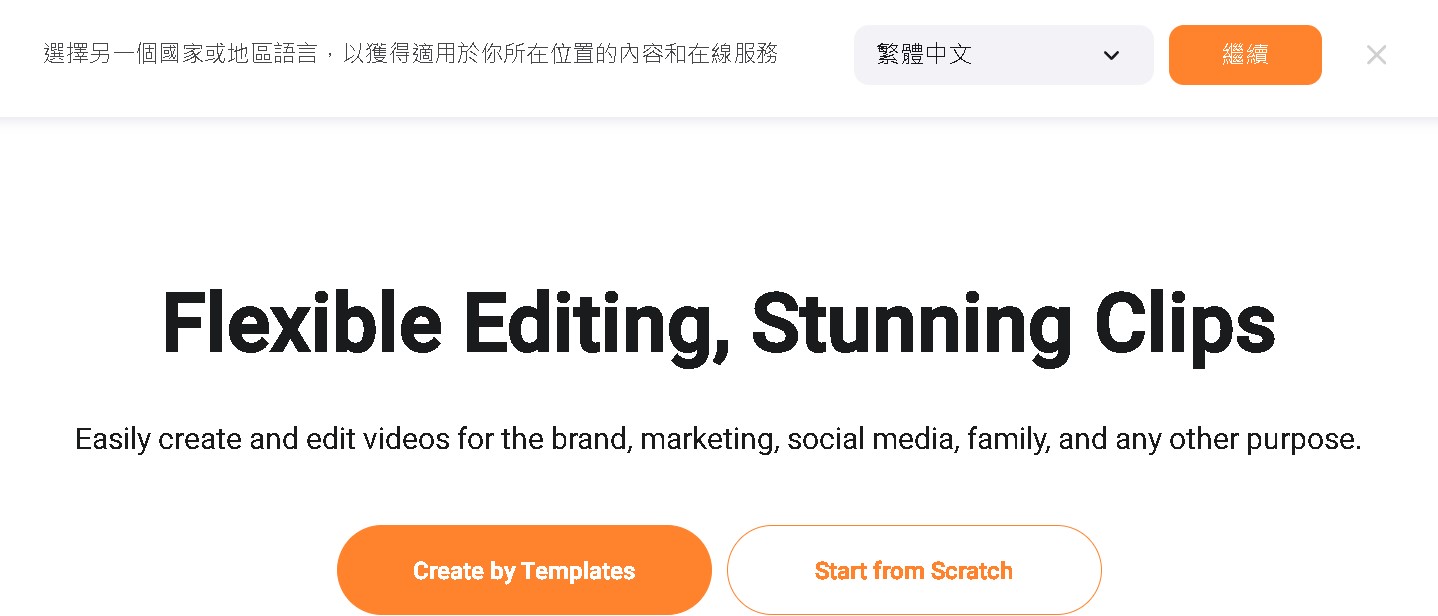 選擇另一個國家或地區語言，以獲得適用於你所在位置的內容和在線服務
繁體中文
繼續
Flexible Editing, Stunning Clips
Easily create and edit videos for the brand, marketing, social media, family, and any other purpose.
Create by Templates
Start from Scratch